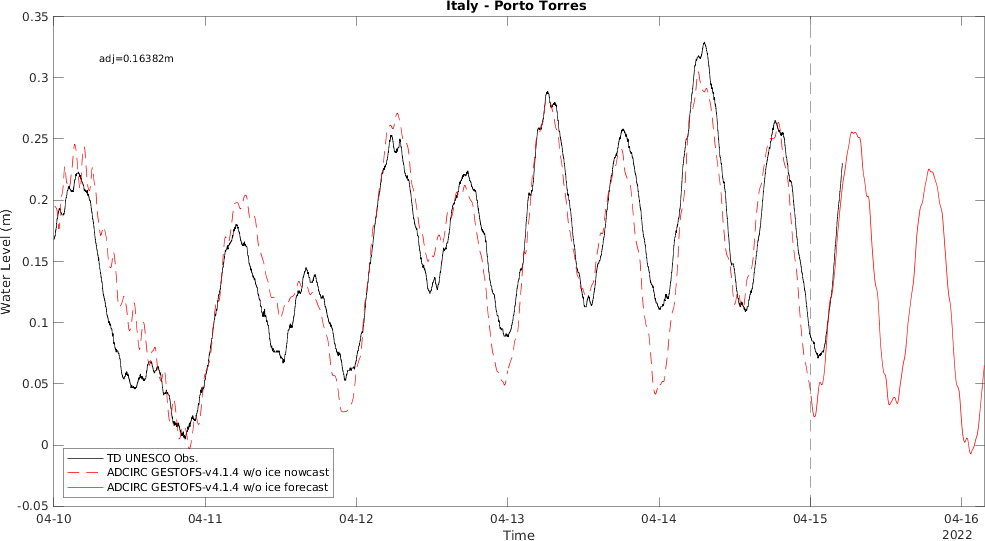 Italy - Porto Torres
0.35
0.3
0.25
0.2
0.15
0.1
0.05
0
-0.05
Water Level (m)
adj=0.16382m
TD UNESCO Obs.
ADCIRC GESTOFS-v4.1.4 w/o ice nowcast
ADCIRC GESTOFS-v4.1.4 w/o ice forecast
04-10 04-11 04-12 04-13 04-14 04-15 04-16
Time
2022